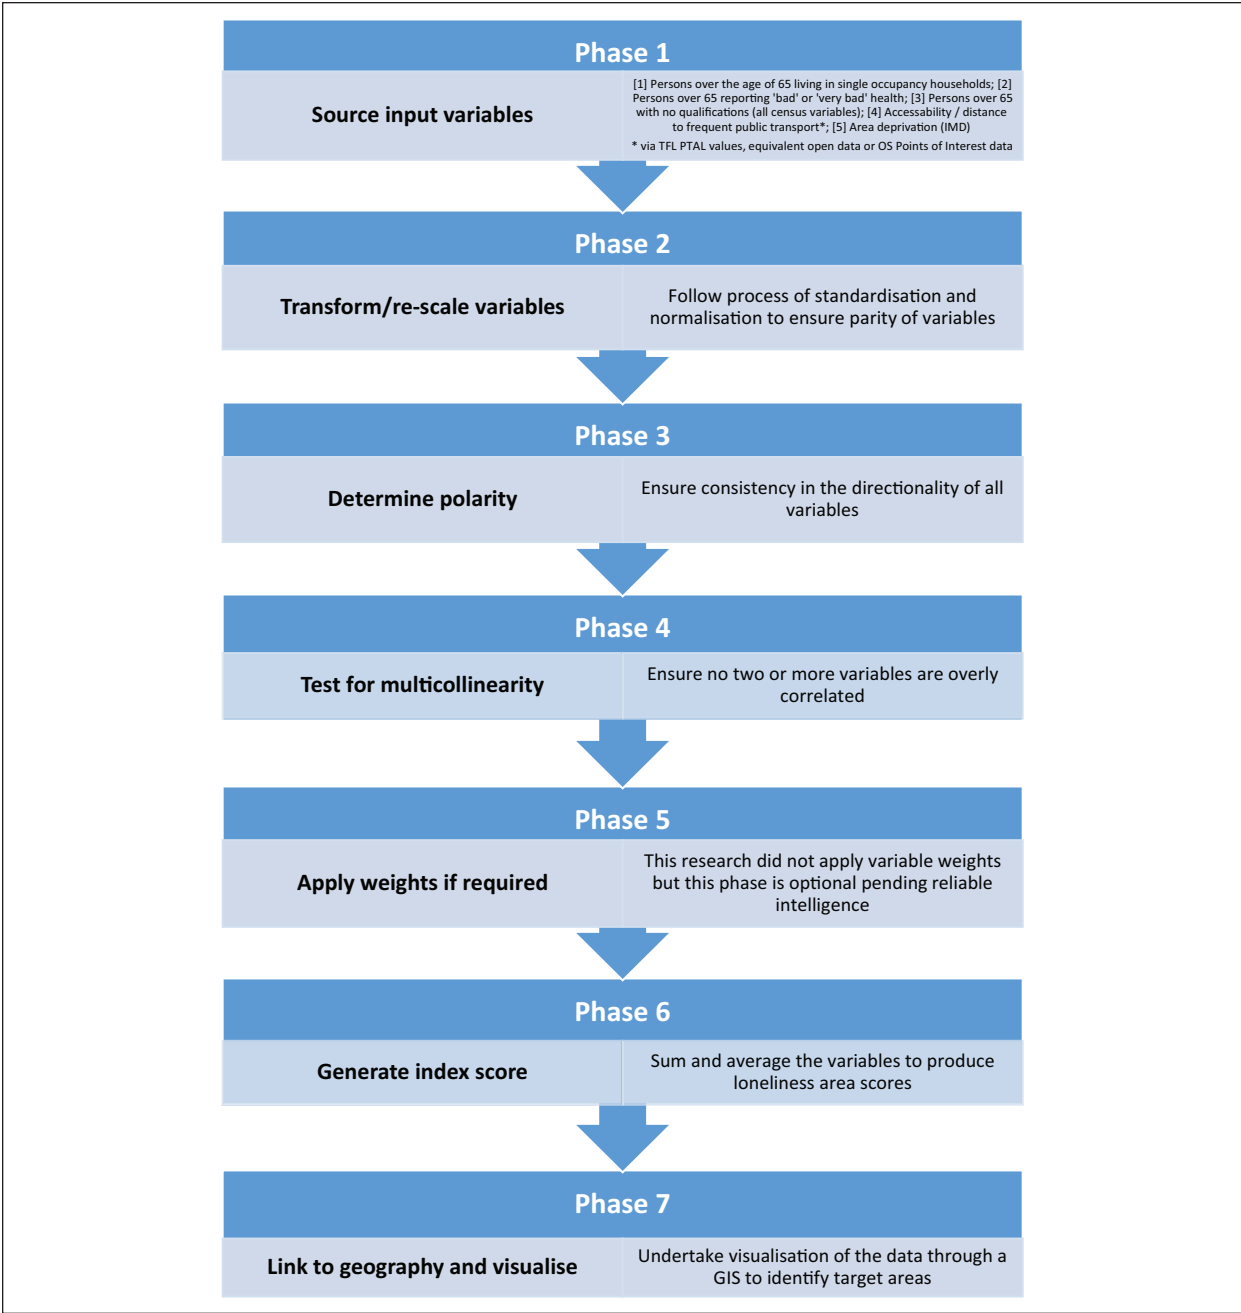 Phase 1
Source input variables
[1] Persons over the age of 65 living in single occupancy households; [2]
Persons over 65 reporting 'bad' or 'very bad' health; [3] Persons over 65
with no qualifications (all census variables); [4] Accessability / distance
to frequent public transport*; [5] Area deprivation (IMD)
* via TFL PTAL values, equivalent open data or OS Points of Interest data
Phase 2
Transform/re-scale variables
Follow process of standardisation and
normalisation to ensure parity of variables
Phase 3
Determine polarity
Ensure consistency in the directionality of all
variables
Phase 4
Test for multicollinearity
Ensure no two or more variables are overly
correlated
Phase 5
Apply weights if required
This research did not apply variable weights
but this phase is optional pending reliable
intelligence
Phase 6
Generate index score
Sum and average the variables to produce
loneliness area scores
Phase 7
Link to geography and visualise
Undertake visualisation of the data through a
GIS to identify target areas